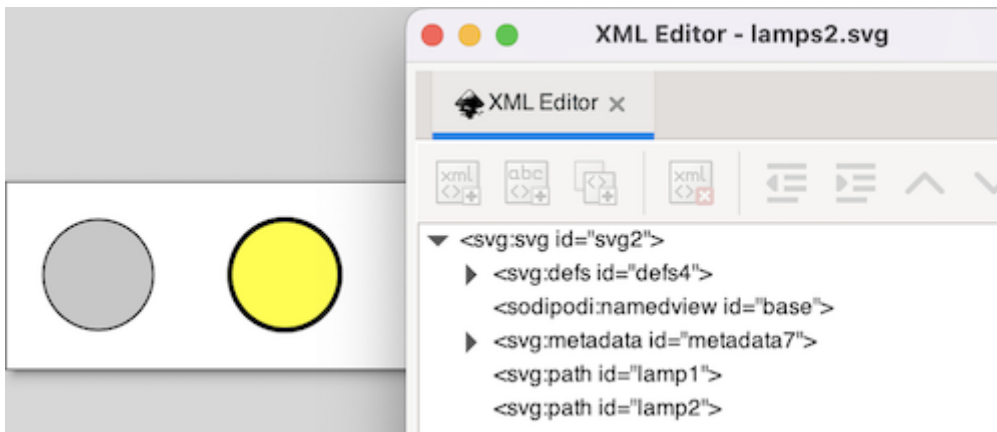 XML Editor - lamps2.svg
XML Editor ×
xml abc xml
<svg:svg id="svg2">
<svg:defs id="defs4">
<sodipodi:namedview id="base">
<svg:metadata id="metadata7">
<svg:path id="lamp1">
<svg:path id="lamp2">